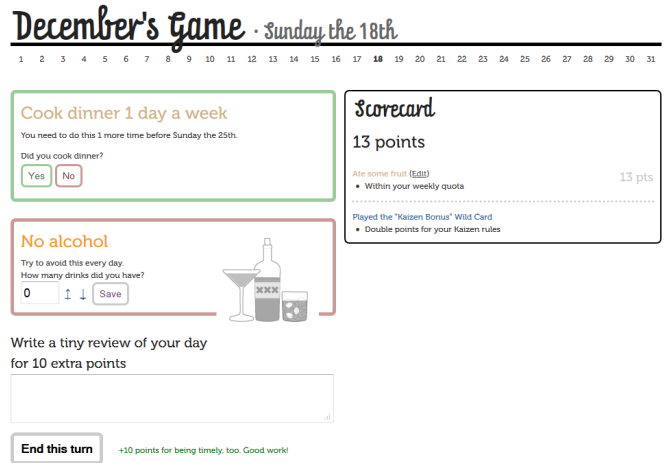 December's Game · Sunday the 18th
1 2 3 4 5 6 7 8 9 10 11 12 13 14 15 16 17 18 19 20 21 22 23 24 25 26 27 28 29 30 31
Cook dinner 1 day a week
You need to do this 1 more time before Sunday the 25th.
Did you cook dinner?
Yes No
No alcohol
Try to avoid this every day.
How many drinks did you have?
0 ↥ ↓ Save
XXX
Write a tiny review of your day
for 10 extra points
End this turn +10 points for being timely, too. Good work!
Scorecard
13 points
Ate some fruit (Edit) 13 pts
• Within your weekly quota
Played the "Kaizen Bonus" Wild Card
• Double points for your Kaizen rules